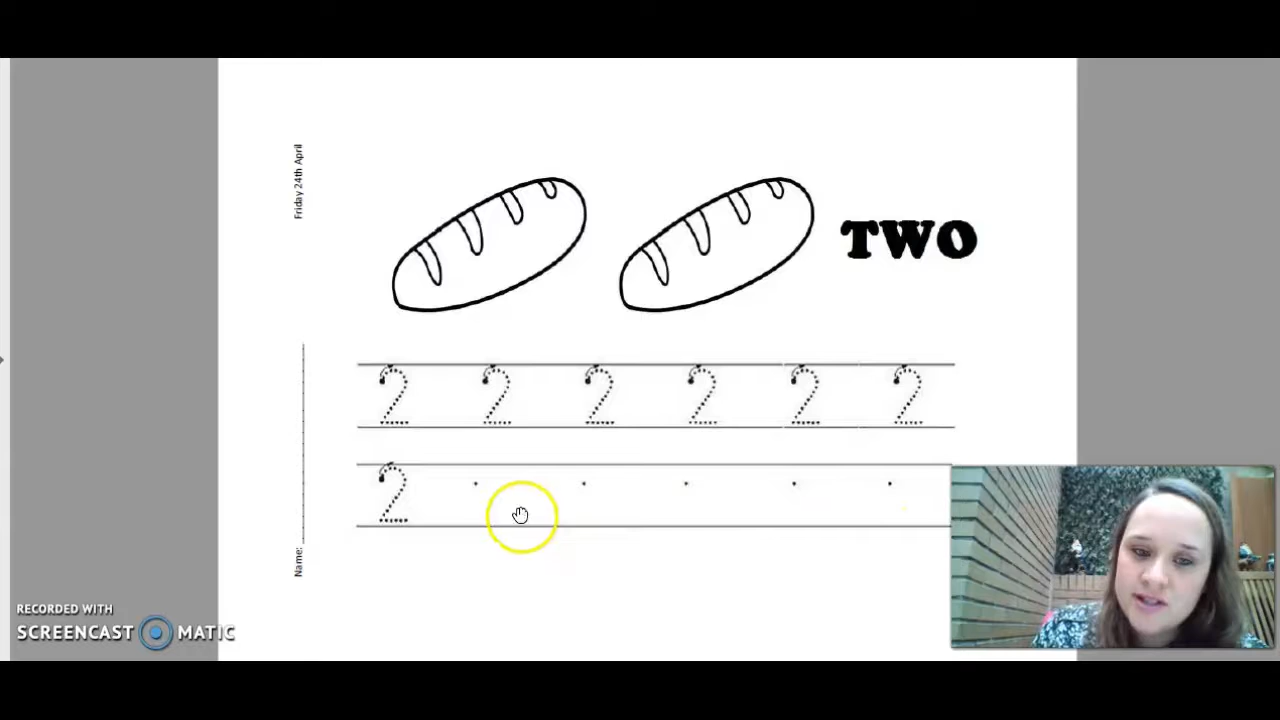 Friday 24th April
TWO
2 2 2 2 2 2
2
Name:
RECORDED WITH
SCREENCAST MATIC